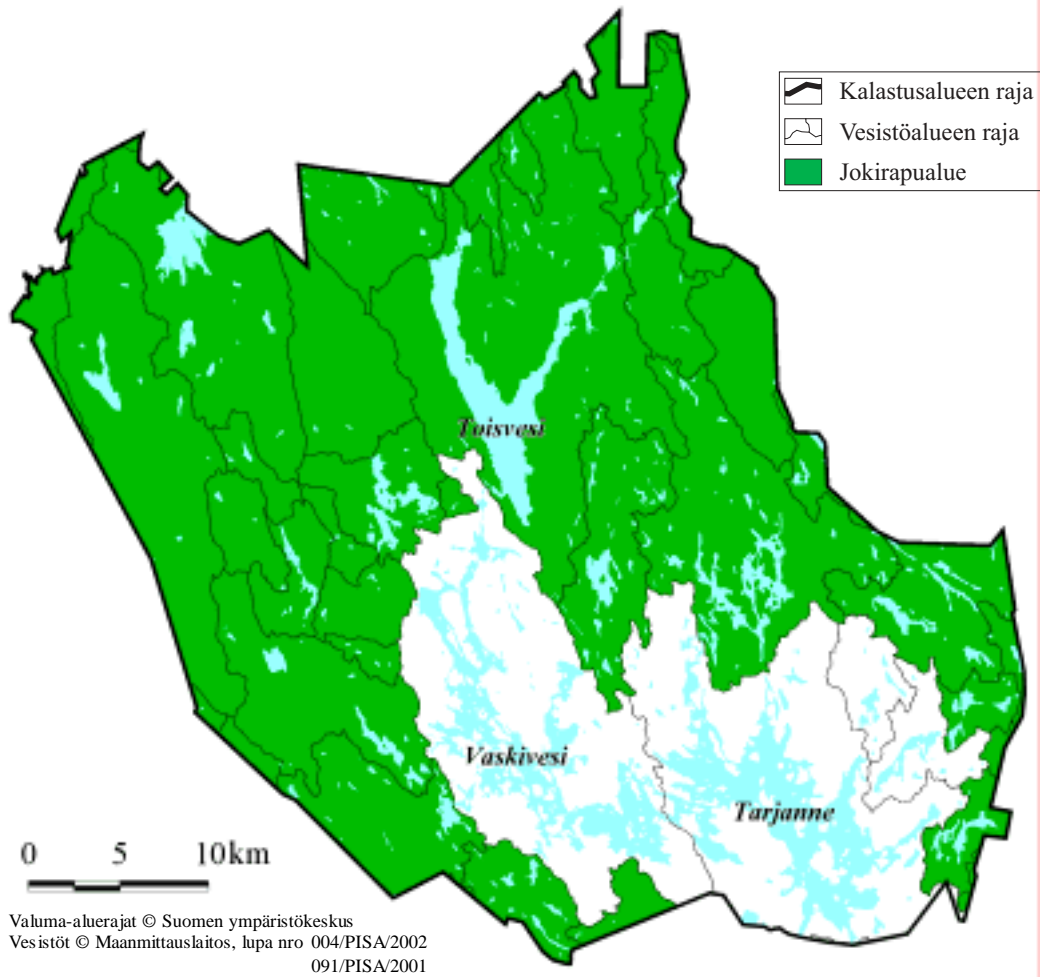 Kalastusalueen raja
Vesistöalueen raja
Jokirapualue
Toisvesi
Vaskivesi
Tarjanne
0 5 10km
Valuma-aluerajat © Suomen ympäristökeskus
Vesistöt © Maanmittauslaitos, lupa nro 004/PISA/2002
091/PISA/2001